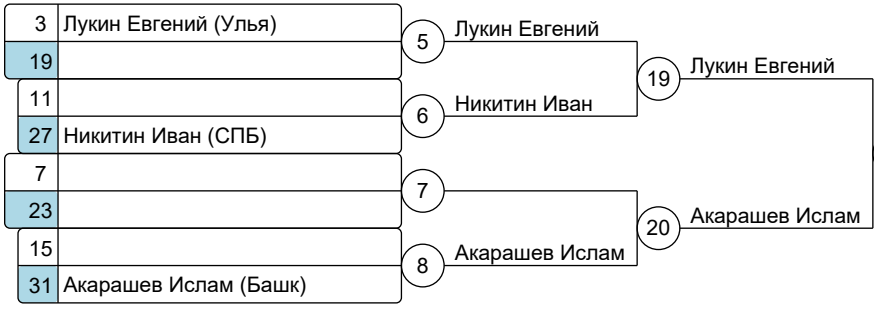 3 Лукин Евгений (Улья)
19
11
27 Никитин Иван (СПБ)
7
23
15
31 Акарашев Ислам (Башк)
5 Лукин Евгений
6 Никитин Иван
7
8 Акарашев Ислам
19 Лукин Евгений
20 Акарашев Ислам